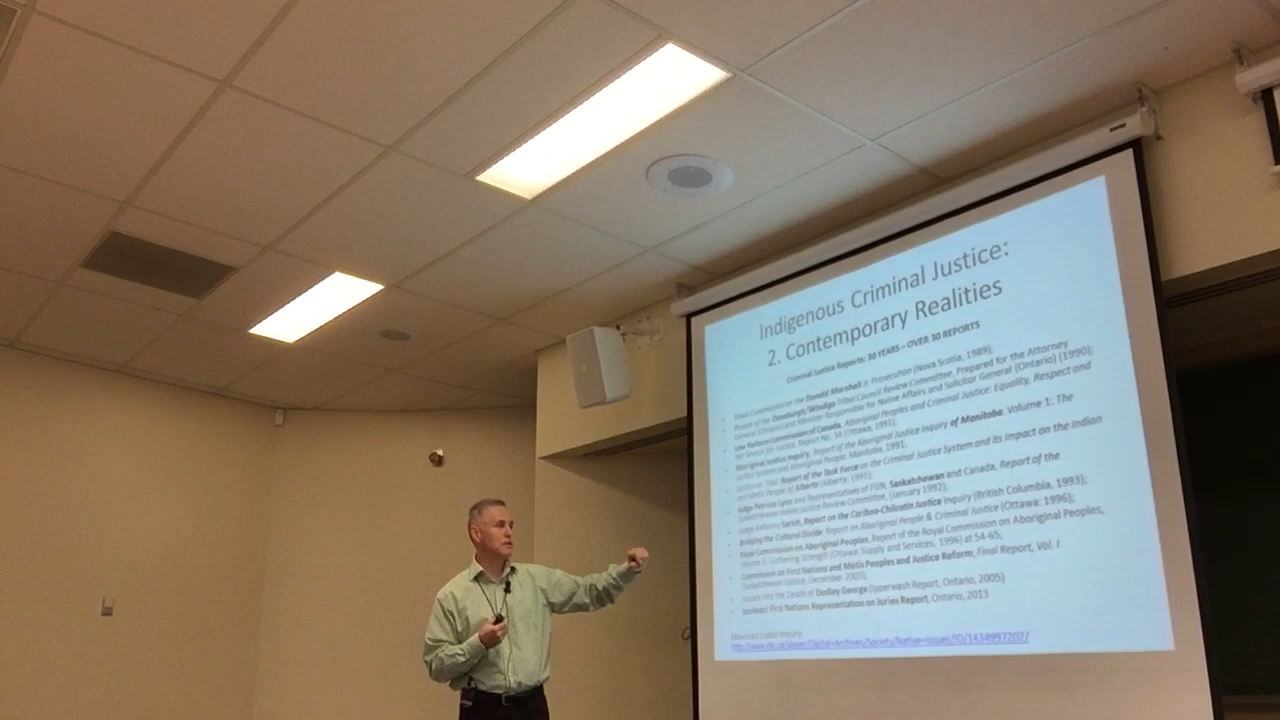 Indigenous Criminal Justice:
2. Contemporary Realities
Criminal Justice Reports: 30 YEARS – OVER 30 REPORTS
Royal Commission on the Donald Marshall Jr. Prosecution (Nova Scotia, 1989);
Report of the Osnaburgh/Windigo Tribal Council Review Committee, Prepared for the Attorney
General (Ontario) and Minister Responsible for Native Affairs and Solicitor General (Ontario) (1990);
Law Reform Commission of Canada, Aboriginal Peoples and Criminal Justice: Equality, Respect and
the Search for Justice, Report No. 34 (Ottawa, 1991);
Aboriginal Justice Inquiry, Report of the Aboriginal Justice Inquiry of Manitoba. Volume 1: The
Justice System and Aboriginal People. Manitoba, 1991;
Justice on Trial: Report of the Task Force on the Criminal Justice System and its Impact on the Indian
and Metis People of Alberta (Alberta: 1991);
Judge Patricia Lynn and Representatives of FSIN, Saskatchewan and Canada, Report of the
Saskatchewan Indian Justice Review Committee, (January 1992);
Judge Anthony Sarich, Report on the Cariboo-Chilcotin Justice Inquiry (British Columbia, 1993);
Bridging the Cultural Divide: Report on Aboriginal People & Criminal Justice (Ottawa: 1996);
Royal Commission on Aboriginal Peoples, Report of the Royal Commission on Aboriginal Peoples,
Volume 3: Gathering Strength (Ottawa: Supply and Services, 1996) at 54-65;
Commission on First Nations and Metis Peoples and Justice Reform, Final Report, Vol. I
(Saskatchewan Justice, December 2003);
Inquiry into the Death of Dudley George (Ipperwash Report, Ontario, 2005)
Iacobucci First Nations Representation on Juries Report, Ontario, 2013
Manitoba Justice Inquiry: